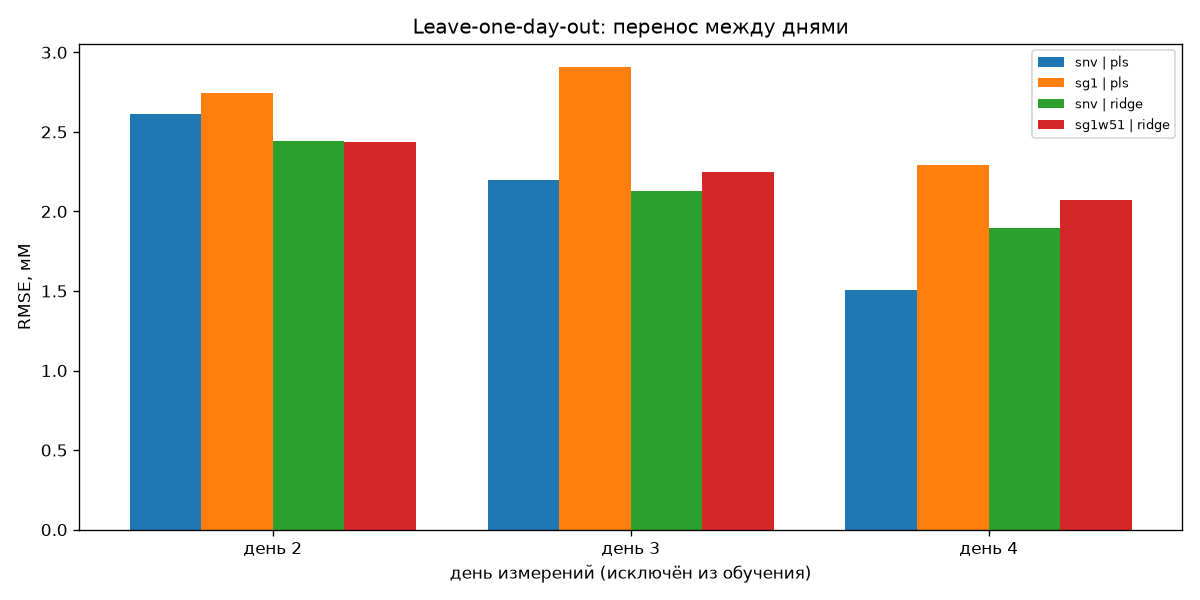 Leave-one-day-out: перенос между днями
snv | pls
sg1 | pls
snv | ridge
sg1w51 | ridge
RMSE, мМ
3.0
2.5
2.0
1.5
1.0
0.5
0.0
день 2
день 3
день 4
день измерений (исключён из обучения)